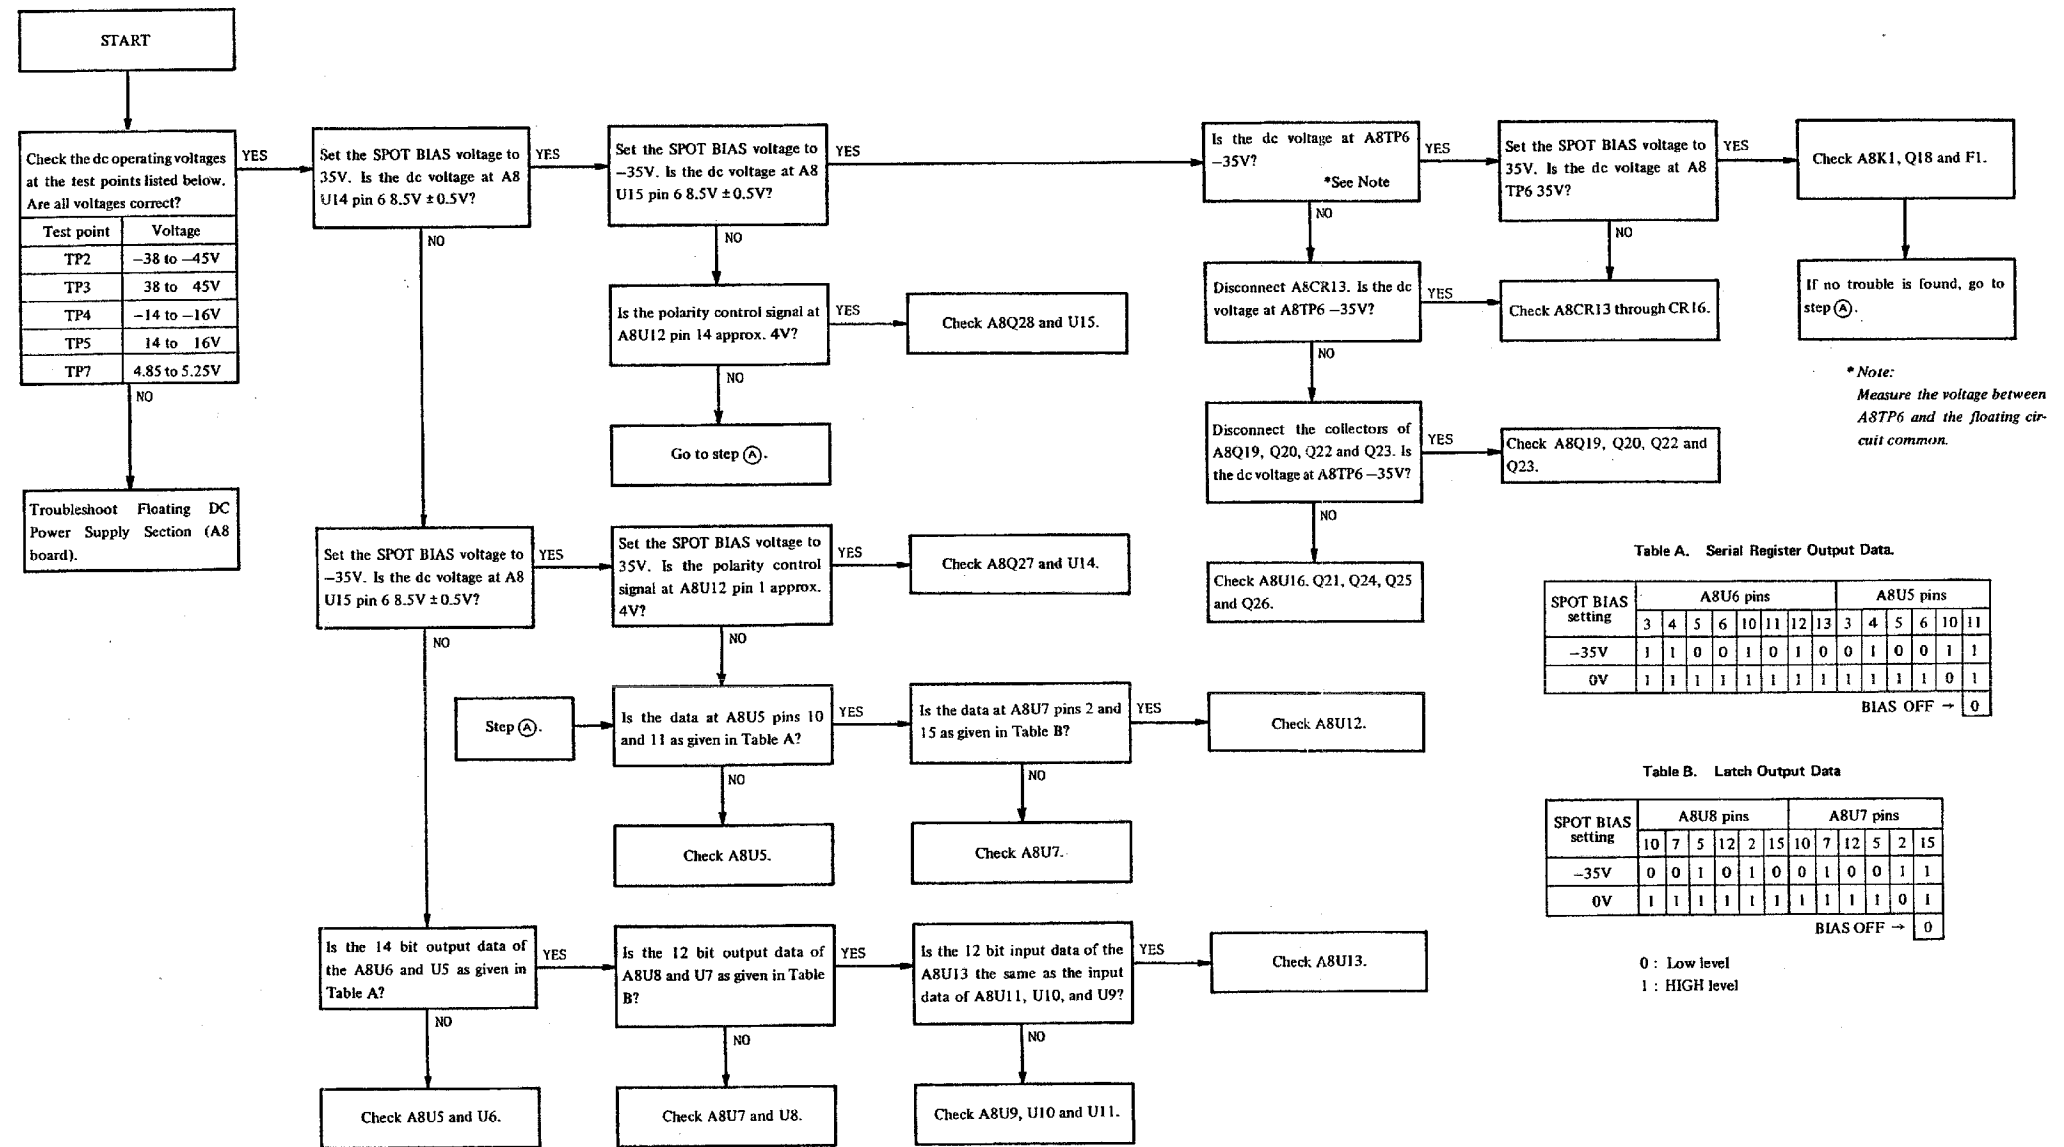 START
Check the dc operating voltages
at the test points listed below.
Are all voltages correct?
Test point Voltage
TP2 −38 to −45V
TP3 38 to 45V
TP4 −14 to −16V
TP5 14 to 16V
TP7 4.85 to 5.25V
YES
NO
Troubleshoot Floating DC
Power Supply Section (A8
board).
Set the SPOT BIAS voltage to
35V. Is the dc voltage at A8
U14 pin 6 8.5V ± 0.5V?
YES
NO
Set the SPOT BIAS voltage to
−35V. Is the dc voltage at A8
U15 pin 6 8.5V ± 0.5V?
YES
NO
Is the polarity control signal at
A8U12 pin 14 approx. 4V?
YES
NO
Check A8Q28 and U15.
Go to step Ⓐ.
Is the dc voltage at A8TP6
−35V?
*See Note
YES
NO
Set the SPOT BIAS voltage to
35V. Is the dc voltage at A8
TP6 35V?
YES
NO
Check A8K1, Q18 and F1.
If no trouble is found, go to
step Ⓐ.
Disconnect A8CR13. Is the dc
voltage at A8TP6 −35V?
YES
NO
Check A8CR13 through CR16.
* Note:
Measure the voltage between
A8TP6 and the floating cir-
cuit common.
Disconnect the collectors of
A8Q19, Q20, Q22 and Q23. Is
the dc voltage at A8TP6 −35V?
YES
NO
Check A8Q19, Q20, Q22 and
Q23.
Check A8U16. Q21, Q24, Q25
and Q26.
Set the SPOT BIAS voltage to
−35V. Is the dc voltage at A8
U15 pin 6 8.5V ± 0.5V?
YES
NO
Set the SPOT BIAS voltage to
35V. Is the polarity control
signal at A8U12 pin 1 approx.
4V?
YES
NO
Check A8Q27 and U14.
Step Ⓐ.
Is the data at A8U5 pins 10
and 11 as given in Table A?
YES
NO
Is the data at A8U7 pins 2 and
15 as given in Table B?
YES
NO
Check A8U12.
Check A8U5.
Check A8U7.
Is the 14 bit output data of
the A8U6 and U5 as given in
Table A?
YES
NO
Is the 12 bit output data of
A8U8 and U7 as given in Table
B?
YES
NO
Is the 12 bit input data of the
A8U13 the same as the input
data of A8U11, U10, and U9?
YES
NO
Check A8U13.
Check A8U5 and U6.
Check A8U7 and U8.
Check A8U9, U10 and U11.
Table A. Serial Register Output Data.
SPOT BIAS
setting
A8U6 pins A8U5 pins
3 4 5 6 10 11 12 13 3 4 5 6 10 11
−35V 1 1 0 0 1 0 1 0 0 1 0 0 1 1
0V 1 1 1 1 1 1 1 1 1 1 1 1 0 1
BIAS OFF → 0
Table B. Latch Output Data
SPOT BIAS
setting
A8U8 pins A8U7 pins
10 7 5 12 2 15 10 7 12 5 2 15
−35V 0 0 1 0 1 0 0 1 0 0 1 1
0V 1 1 1 1 1 1 1 1 1 1 0 1
BIAS OFF → 0
0 : Low level
1 : HIGH level